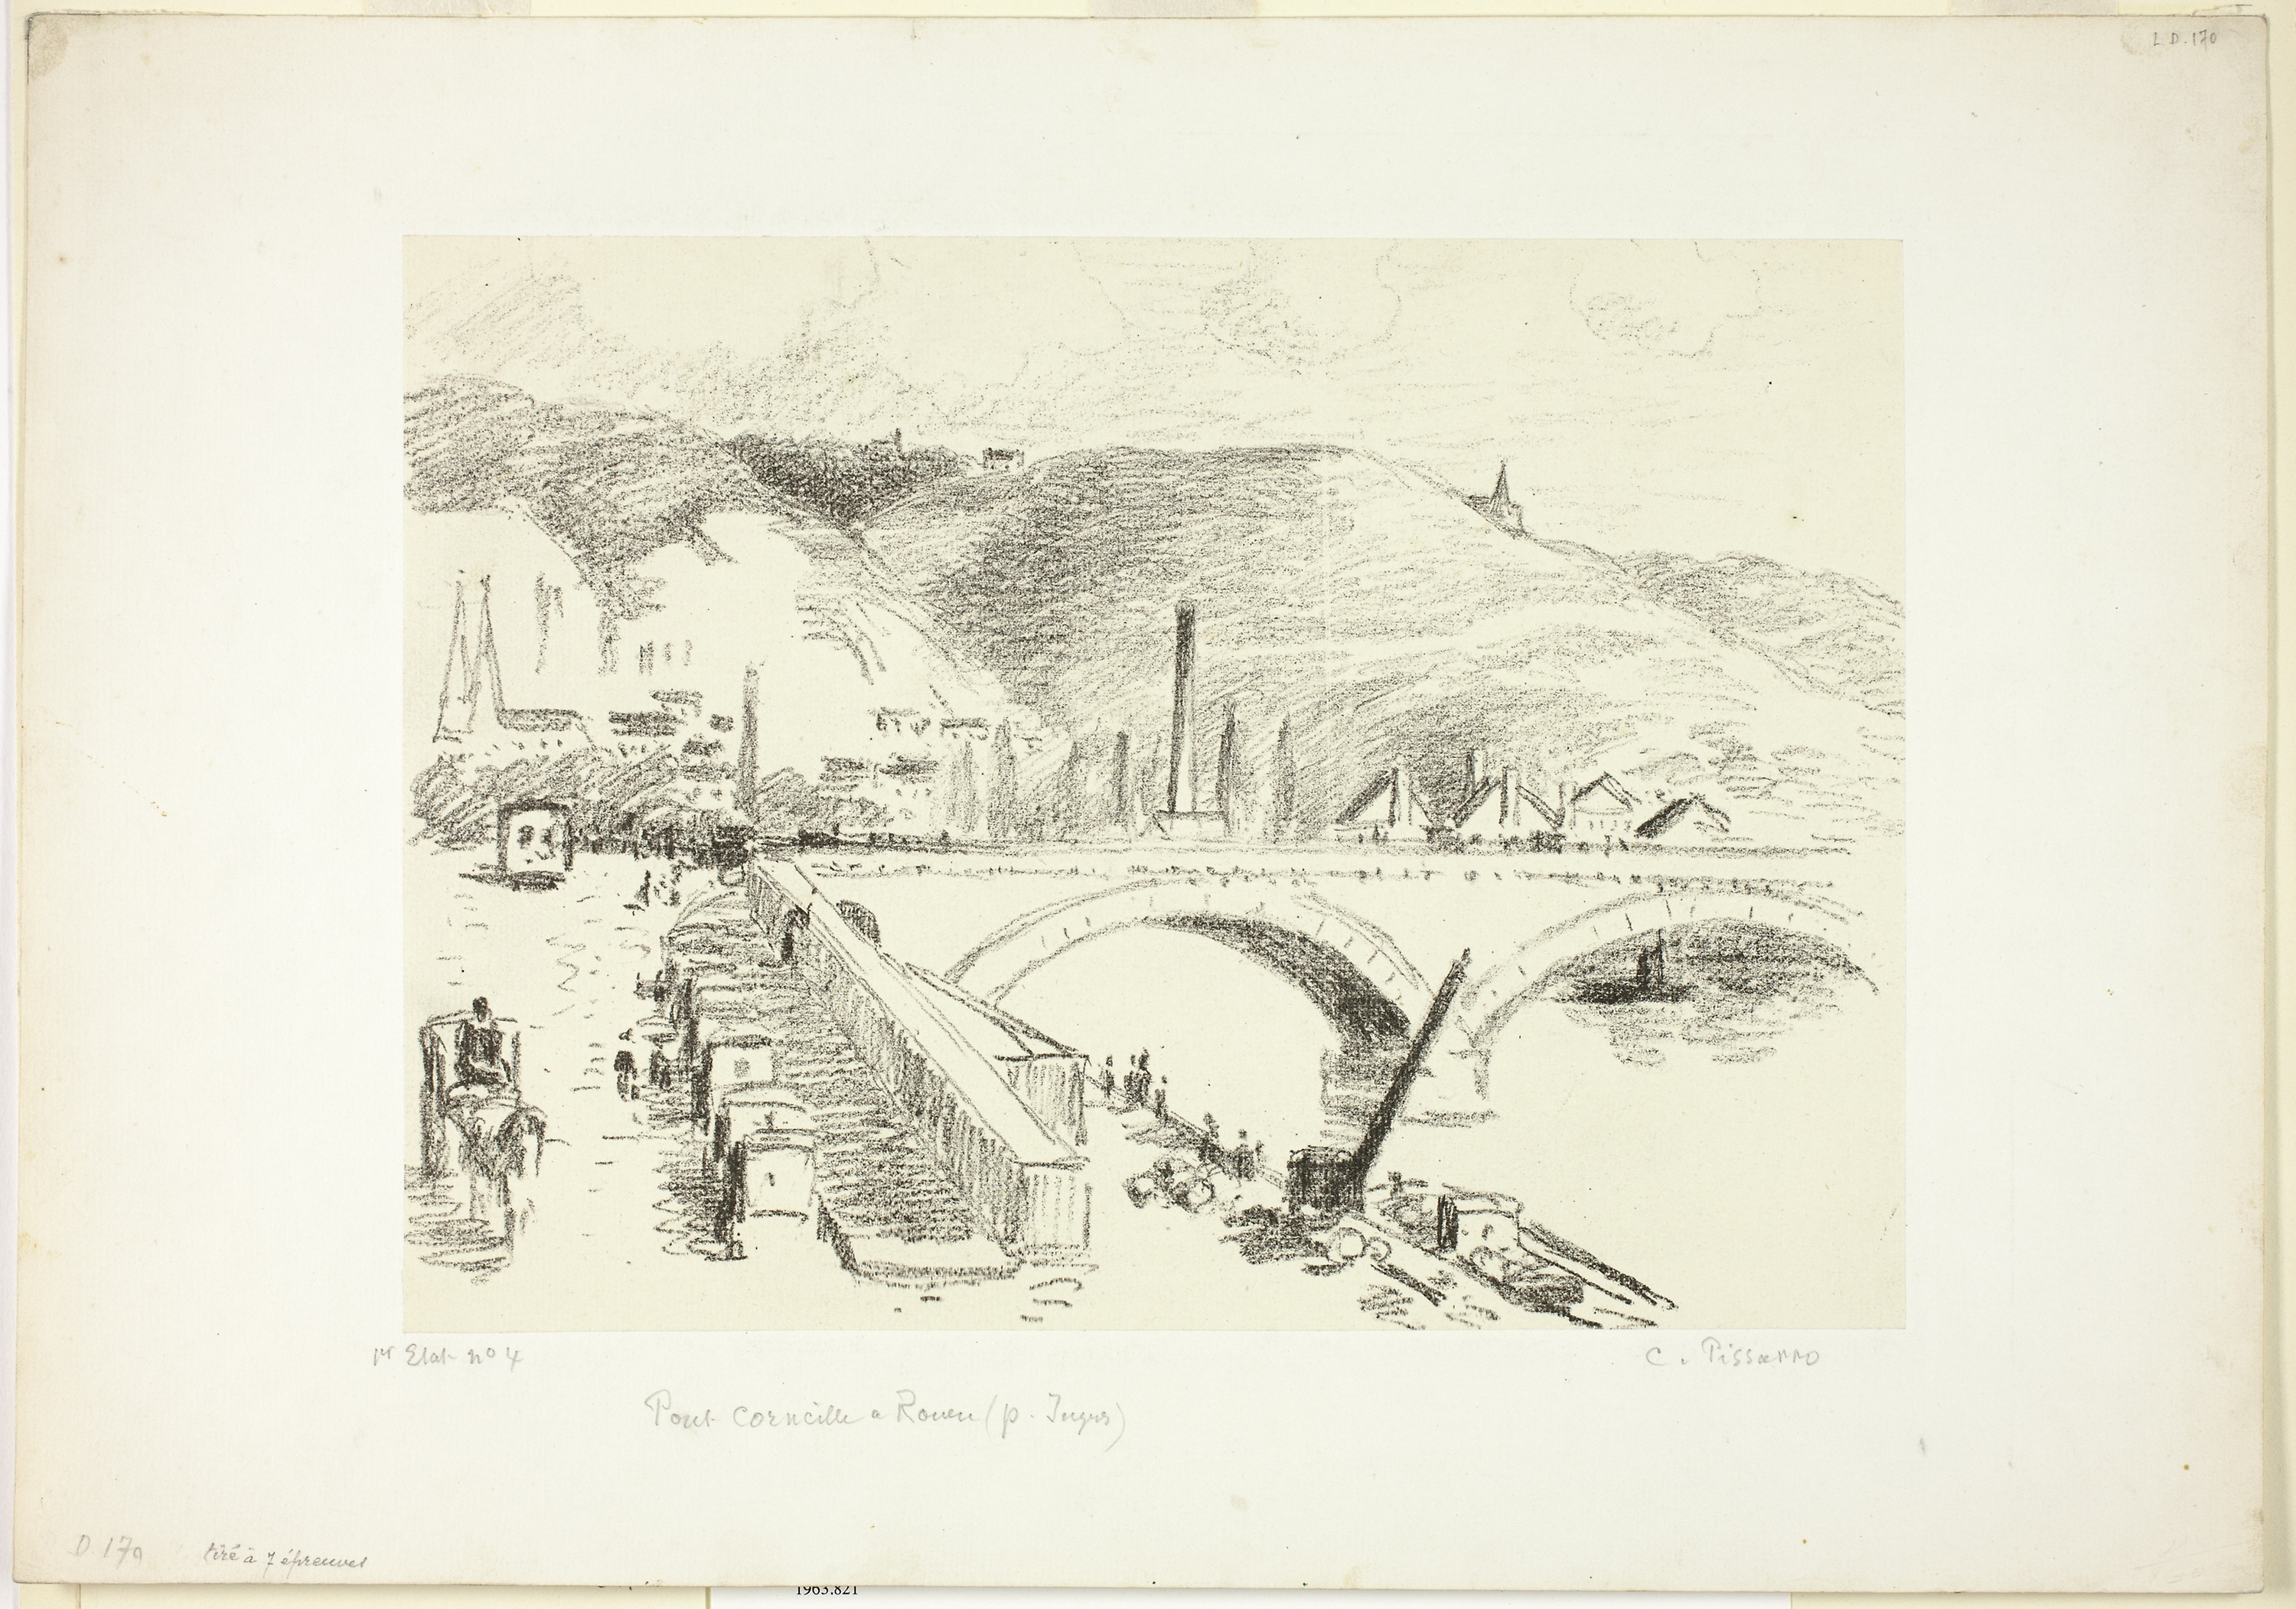 L.D. 170
1er Etat no 4
C. Pissarro
Pont Corneille a Rouen (p. Ingres)
D. 170 tiré à 7 épreuves
1963.821